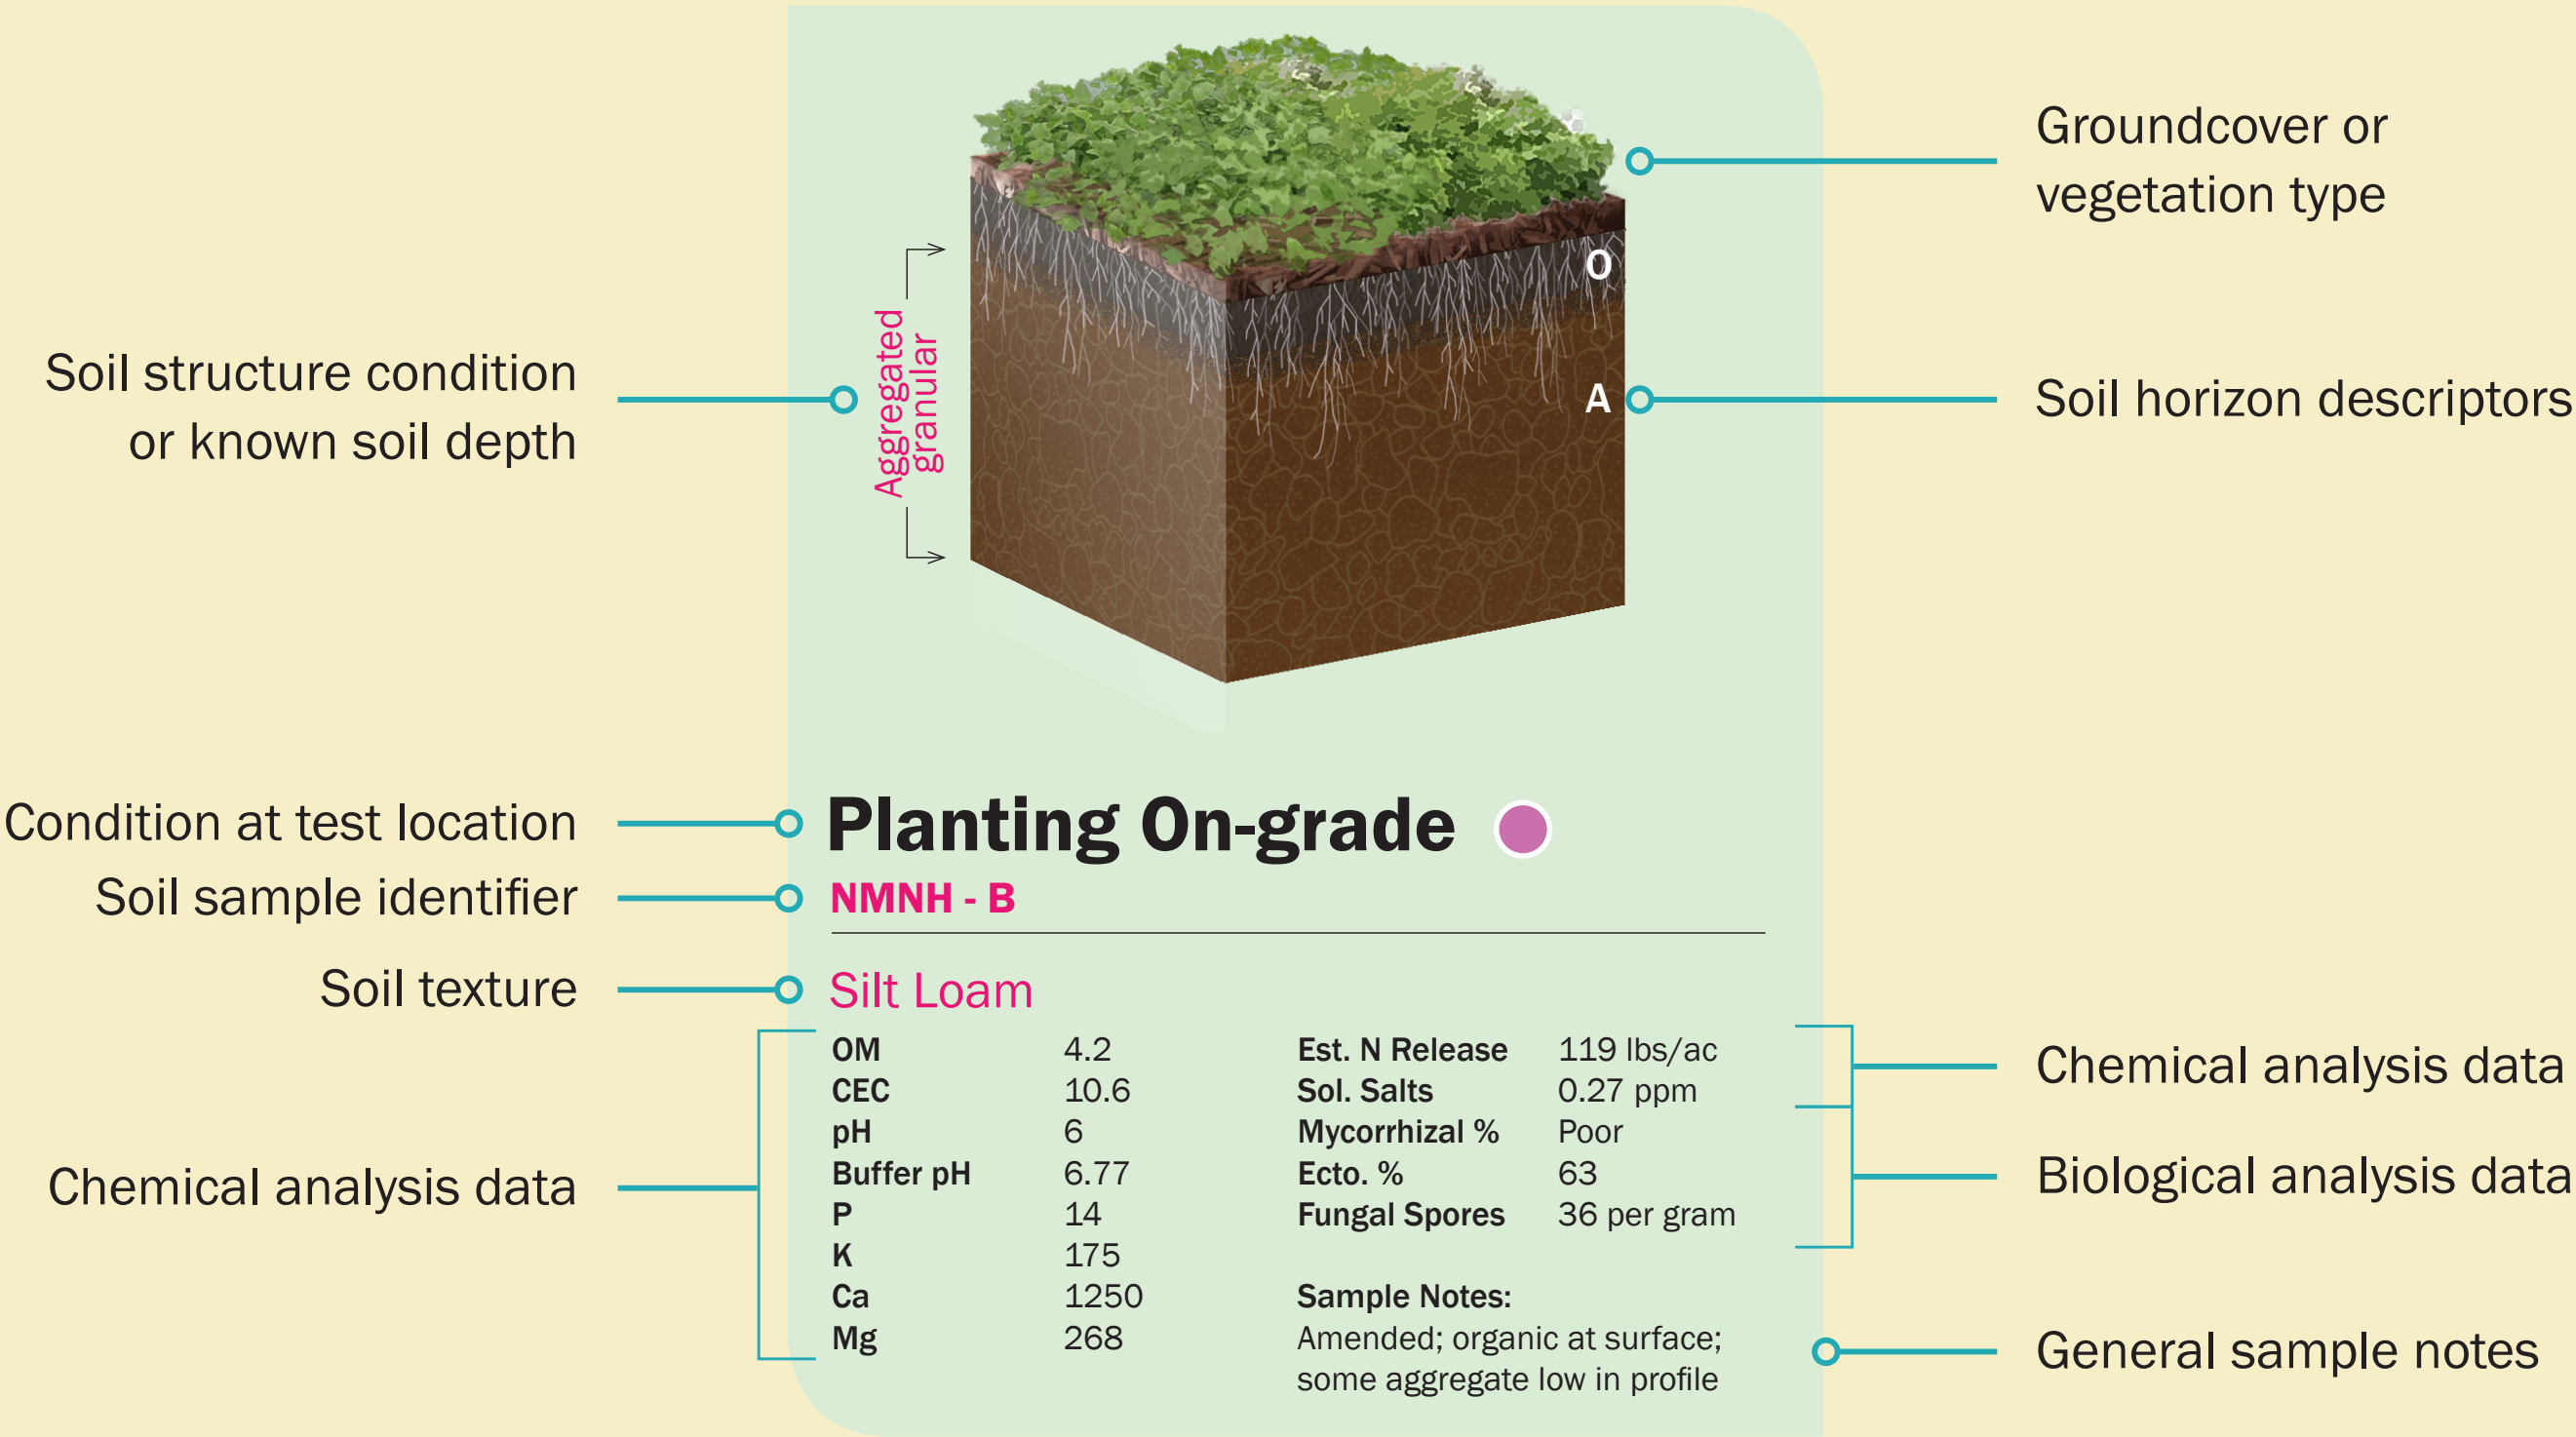 Groundcover or
vegetation type
O
Aggregated
granular
Soil structure condition
or known soil depth
A
Soil horizon descriptors
Condition at test location
Planting On-grade
Soil sample identifier
NMNH - B
Soil texture
Silt Loam
Chemical analysis data
OM 4.2
CEC 10.6
pH 6
Buffer pH 6.77
P 14
K 175
Ca 1250
Mg 268
Est. N Release 119 lbs/ac
Sol. Salts 0.27 ppm
Mycorrhizal % Poor
Ecto. % 63
Fungal Spores 36 per gram
Sample Notes:
Amended; organic at surface;
some aggregate low in profile
Chemical analysis data
Biological analysis data
General sample notes